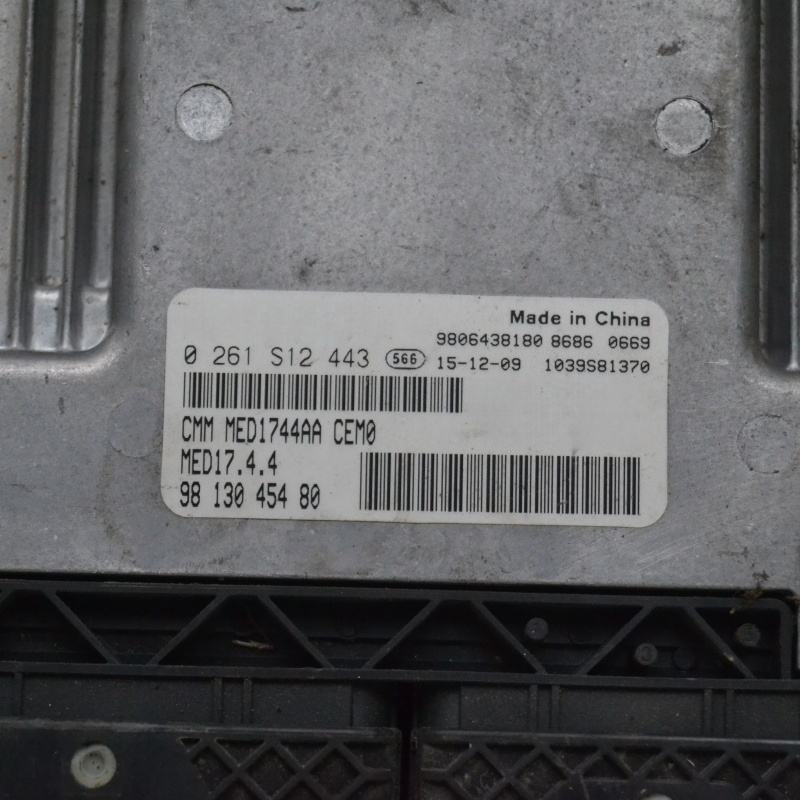 Made in China
9806438180 8686 0669
0 261 S12 443 566 15-12-09 1039S81370
CMM MED1744AA CEM0
MED17.4.4
98 130 454 80